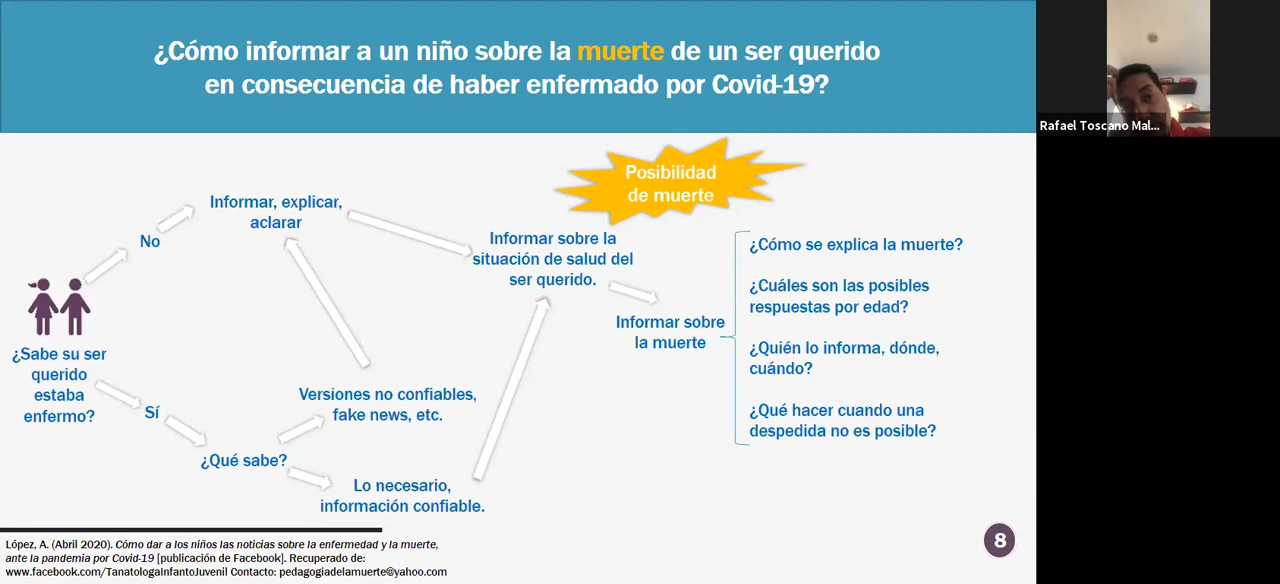 ¿Cómo informar a un niño sobre la muerte de un ser querido
en consecuencia de haber enfermado por Covid-19?
Rafael Toscano Mal...
Posibilidad
de muerte
Informar, explicar,
aclarar
No
¿Sabe su ser
querido
estaba
enfermo?
Sí
¿Qué sabe?
Versiones no confiables,
fake news, etc.
Lo necesario,
información confiable.
Informar sobre la
situación de salud del
ser querido.
Informar sobre
la muerte
¿Cómo se explica la muerte?
¿Cuáles son las posibles
respuestas por edad?
¿Quién lo informa, dónde,
cuándo?
¿Qué hacer cuando una
despedida no es posible?
López, A. (Abril 2020). Cómo dar a los niños las noticias sobre la enfermedad y la muerte,
ante la pandemia por Covid-19 [publicación de Facebook]. Recuperado de:
www.facebook.com/TanatologaInfantoJuvenil Contacto: pedagogiadelamuerte@yahoo.com
8